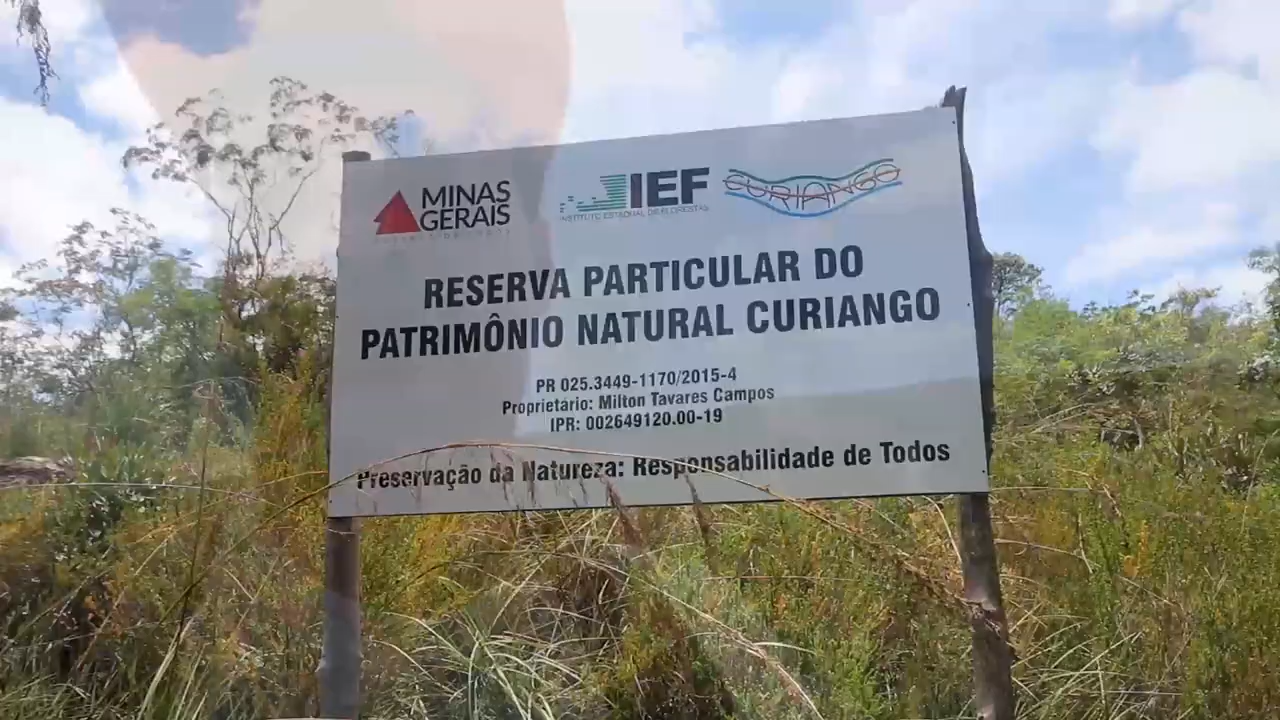 MINAS
GERAIS
IEF
INSTITUTO ESTADUAL DE FLORESTAS
CURIANGO
RESERVA PARTICULAR DO
PATRIMÔNIO NATURAL CURIANGO
PR 025.3449-1170/2015-4
Proprietário: Milton Tavares Campos
IPR: 002649120.00-19
Preservação da Natureza: Responsabilidade de Todos